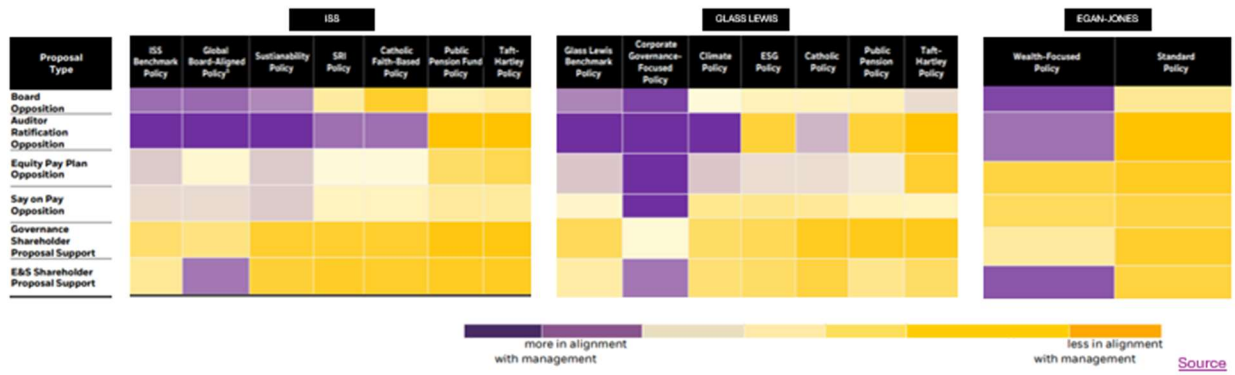 ISS
GLASS LEWIS
EGAN-JONES
Proposal
Type
ISS
Benchmark
Policy
Global
Board-Aligned
Policy²
Sustianability
Policy
SRI
Policy
Catholic
Faith-Based
Policy
Public
Pension Fund
Policy
Taft-
Hartley
Policy
Glass Lewis
Benchmark
Policy
Corporate
Governance-
Focused
Policy
Climate
Policy
ESG
Policy
Catholic
Policy
Public
Pension
Policy
Taft-
Hartley
Policy
Wealth-Focused
Policy
Standard
Policy
Board
Opposition
Auditor
Ratification
Opposition
Equity Pay Plan
Opposition
Say on Pay
Opposition
Governance
Shareholder
Proposal Support
E&S Shareholder
Proposal Support
more in alignment
with management
less in alignment
with management
Source